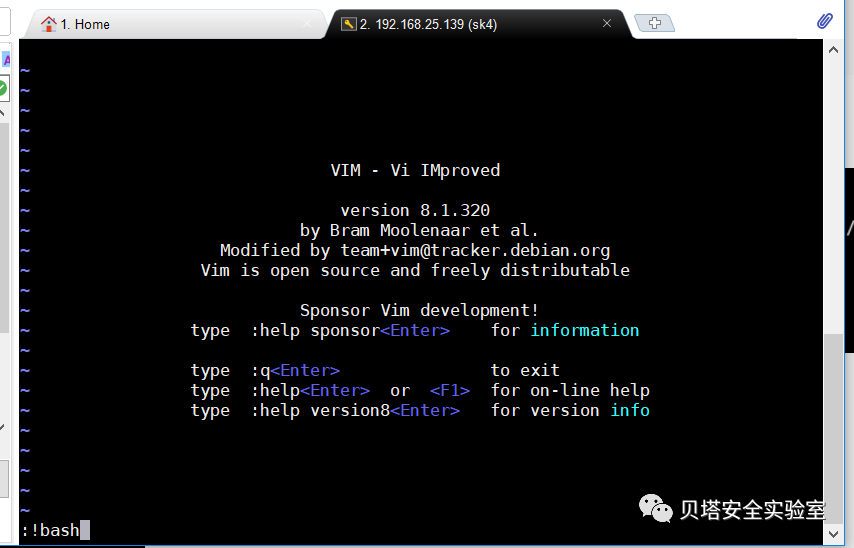 1. Home
2. 192.168.25.139 (sk4)
~
~
~
~
~
~ VIM - Vi IMproved
~
~ version 8.1.320
~ by Bram Moolenaar et al.
~ Modified by team+vim@tracker.debian.org
~ Vim is open source and freely distributable
~
~ Sponsor Vim development!
~ type :help sponsor<Enter> for information
~
~ type :q<Enter> to exit
~ type :help<Enter> or <F1> for on-line help
~ type :help version8<Enter> for version info
~
~
~
~
~
:!bash
贝塔安全实验室